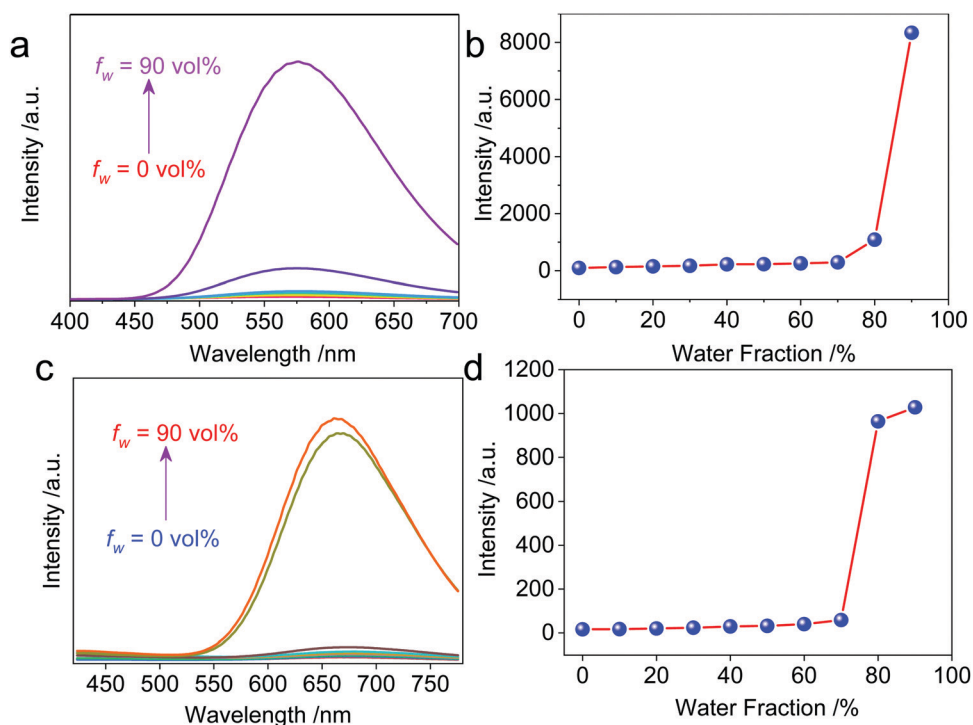 a
f_w = 90 vol%
f_w = 0 vol%
Intensity /a.u.
400 450 500 550 600 650 700
Wavelength /nm
b
8000
6000
4000
2000
0
Intensity /a.u.
0 20 40 60 80 100
Water Fraction /%
c
f_w = 90 vol%
f_w = 0 vol%
Intensity /a.u.
450 500 550 600 650 700 750
Wavelength /nm
d
1200
1000
800
600
400
200
0
Intensity /a.u.
0 20 40 60 80 100
Water Fraction /%